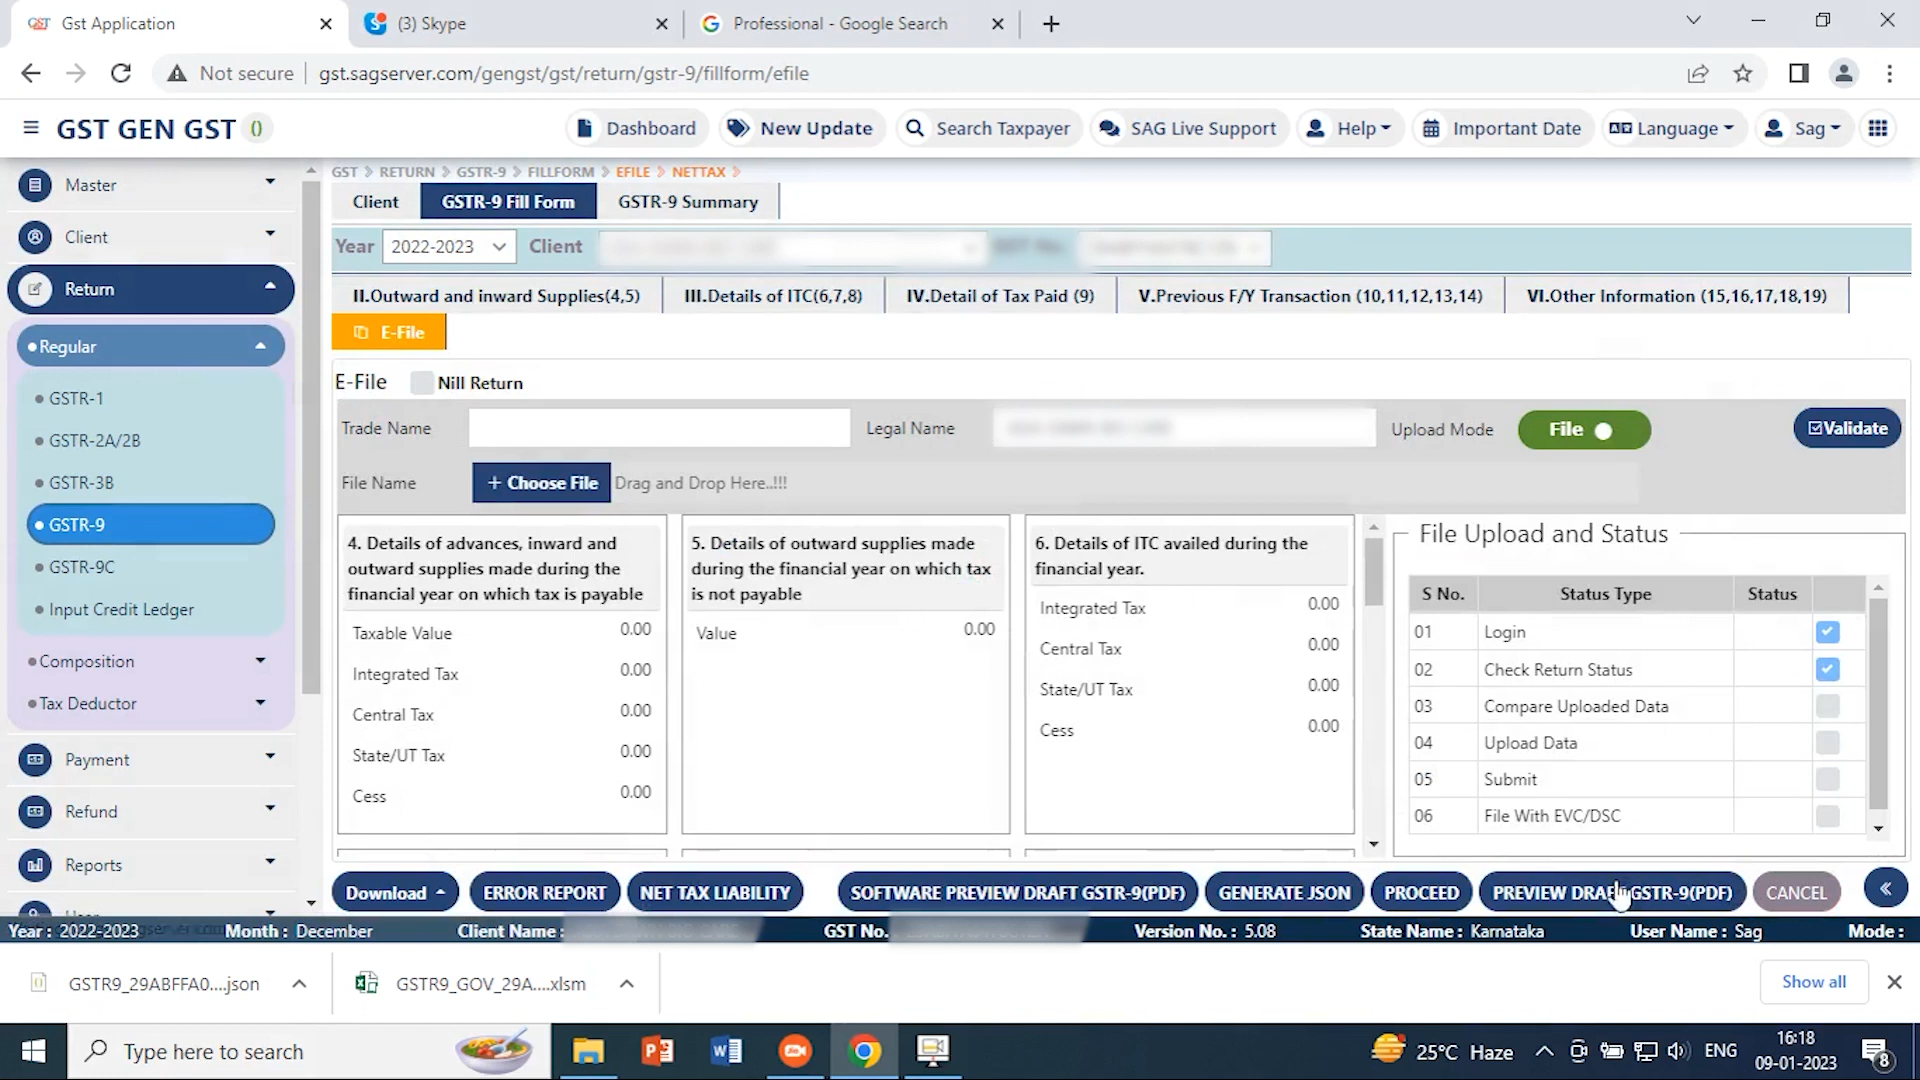 Gst Application
(3) Skype
Professional - Google Search
Not secure
gst.sagserver.com/gengst/gst/return/gstr-9/fillform/efile
GST GEN GST ()
Dashboard
New Update
Search Taxpayer
SAG Live Support
Help
Important Date
Language
Sag
Master
Client
Return
Regular
GSTR-1
GSTR-2A/2B
GSTR-3B
GSTR-9
GSTR-9C
Input Credit Ledger
Composition
Tax Deductor
Payment
Refund
Reports
GST > RETURN > GSTR-9 > FILLFORM > EFILE > NETTAX >
Client
GSTR-9 Fill Form
GSTR-9 Summary
Year
2022-2023
Client
II.Outward and inward Supplies(4,5)
III.Details of ITC(6,7,8)
IV.Detail of Tax Paid (9)
V.Previous F/Y Transaction (10,11,12,13,14)
VI.Other Information (15,16,17,18,19)
E-File
E-File
Nill Return
Trade Name
Legal Name
Upload Mode
File
Validate
File Name
+ Choose File
Drag and Drop Here..!!!
4. Details of advances, inward and
outward supplies made during the
financial year on which tax is payable
Taxable Value 0.00
Integrated Tax 0.00
Central Tax 0.00
State/UT Tax 0.00
Cess 0.00
5. Details of outward supplies made
during the financial year on which tax
is not payable
Value 0.00
6. Details of ITC availed during the
financial year.
Integrated Tax 0.00
Central Tax 0.00
State/UT Tax 0.00
Cess 0.00
File Upload and Status
S No. Status Type Status
01 Login
02 Check Return Status
03 Compare Uploaded Data
04 Upload Data
05 Submit
06 File With EVC/DSC
Download
ERROR REPORT
NET TAX LIABILITY
SOFTWARE PREVIEW DRAFT GSTR-9(PDF)
GENERATE JSON
PROCEED
PREVIEW DRAFT GSTR-9(PDF)
CANCEL
Year : 2022-2023
Month : December
Client Name :
GST No.
Version No. : 5.08
State Name : Karnataka
User Name : Sag
Mode :
GSTR9_29ABFFA0....json
GSTR9_GOV_29A....xlsm
Show all
Type here to search
25°C Haze
ENG
16:18
09-01-2023
8